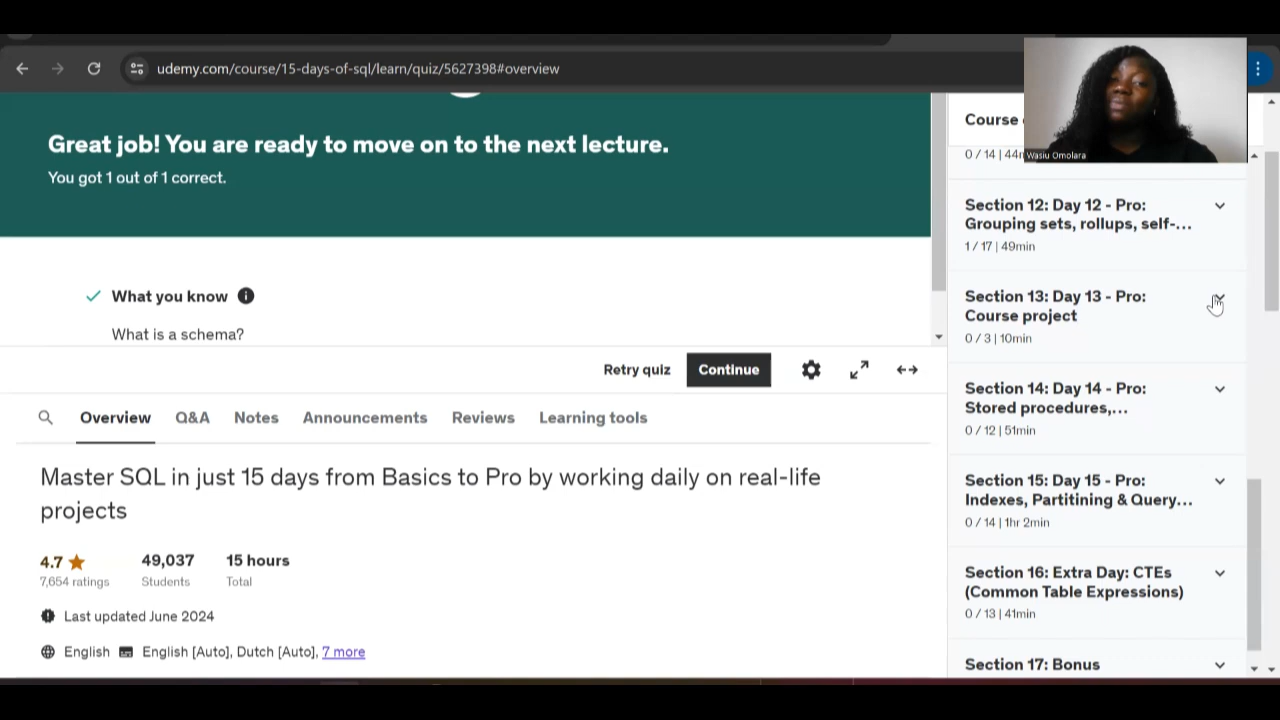 udemy.com/course/15-days-of-sql/learn/quiz/5627398#overview
Great job! You are ready to move on to the next lecture.
You got 1 out of 1 correct.
What you know
What is a schema?
Retry quiz
Continue
Overview
Q&A
Notes
Announcements
Reviews
Learning tools
Master SQL in just 15 days from Basics to Pro by working daily on real-life
projects
4.7
49,037
15 hours
7,654 ratings
Students
Total
Last updated June 2024
English
English [Auto], Dutch [Auto], 7 more
Course
Wasiu Omolara
0 / 14 | 44
Section 12: Day 12 - Pro:
Grouping sets, rollups, self-...
1 / 17 | 49min
Section 13: Day 13 - Pro:
Course project
0 / 3 | 10min
Section 14: Day 14 - Pro:
Stored procedures,...
0 / 12 | 51min
Section 15: Day 15 - Pro:
Indexes, Partitining & Query...
0 / 14 | 1hr 2min
Section 16: Extra Day: CTEs
(Common Table Expressions)
0 / 13 | 41min
Section 17: Bonus